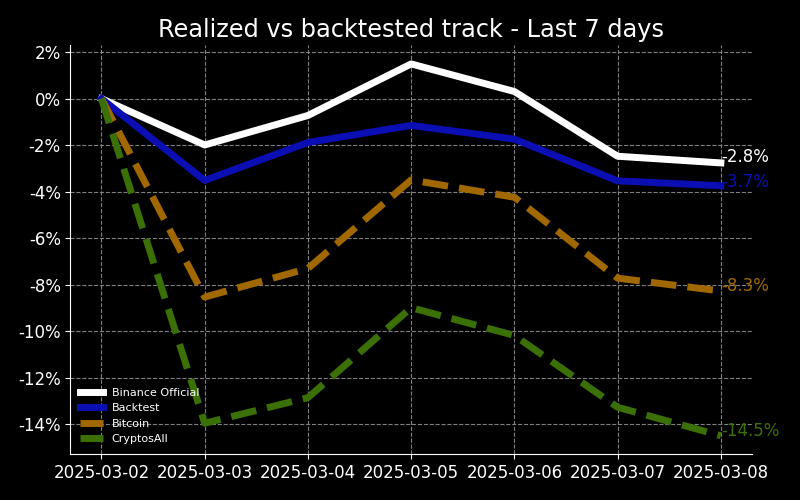 Realized vs backtested track - Last 7 days
2%
0%
-2%
-4%
-6%
-8%
-10%
-12%
-14%
-2.8%
-3.7%
-8.3%
-14.5%
Binance Official
Backtest
Bitcoin
CryptosAll
2025-03-02 2025-03-03 2025-03-04 2025-03-05 2025-03-06 2025-03-07 2025-03-08